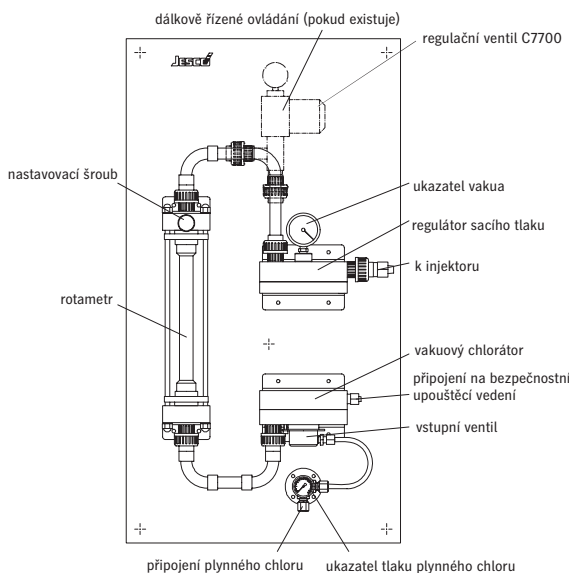 dálkově řízené ovládání (pokud existuje)
regulační ventil C7700
Jesco
nastavovací šroub
ukazatel vakua
regulátor sacího tlaku
k injektoru
rotametr
vakuový chlorátor
připojení na bezpečnostní
upouštěcí vedení
vstupní ventil
připojení plynného chloru
ukazatel tlaku plynného chloru